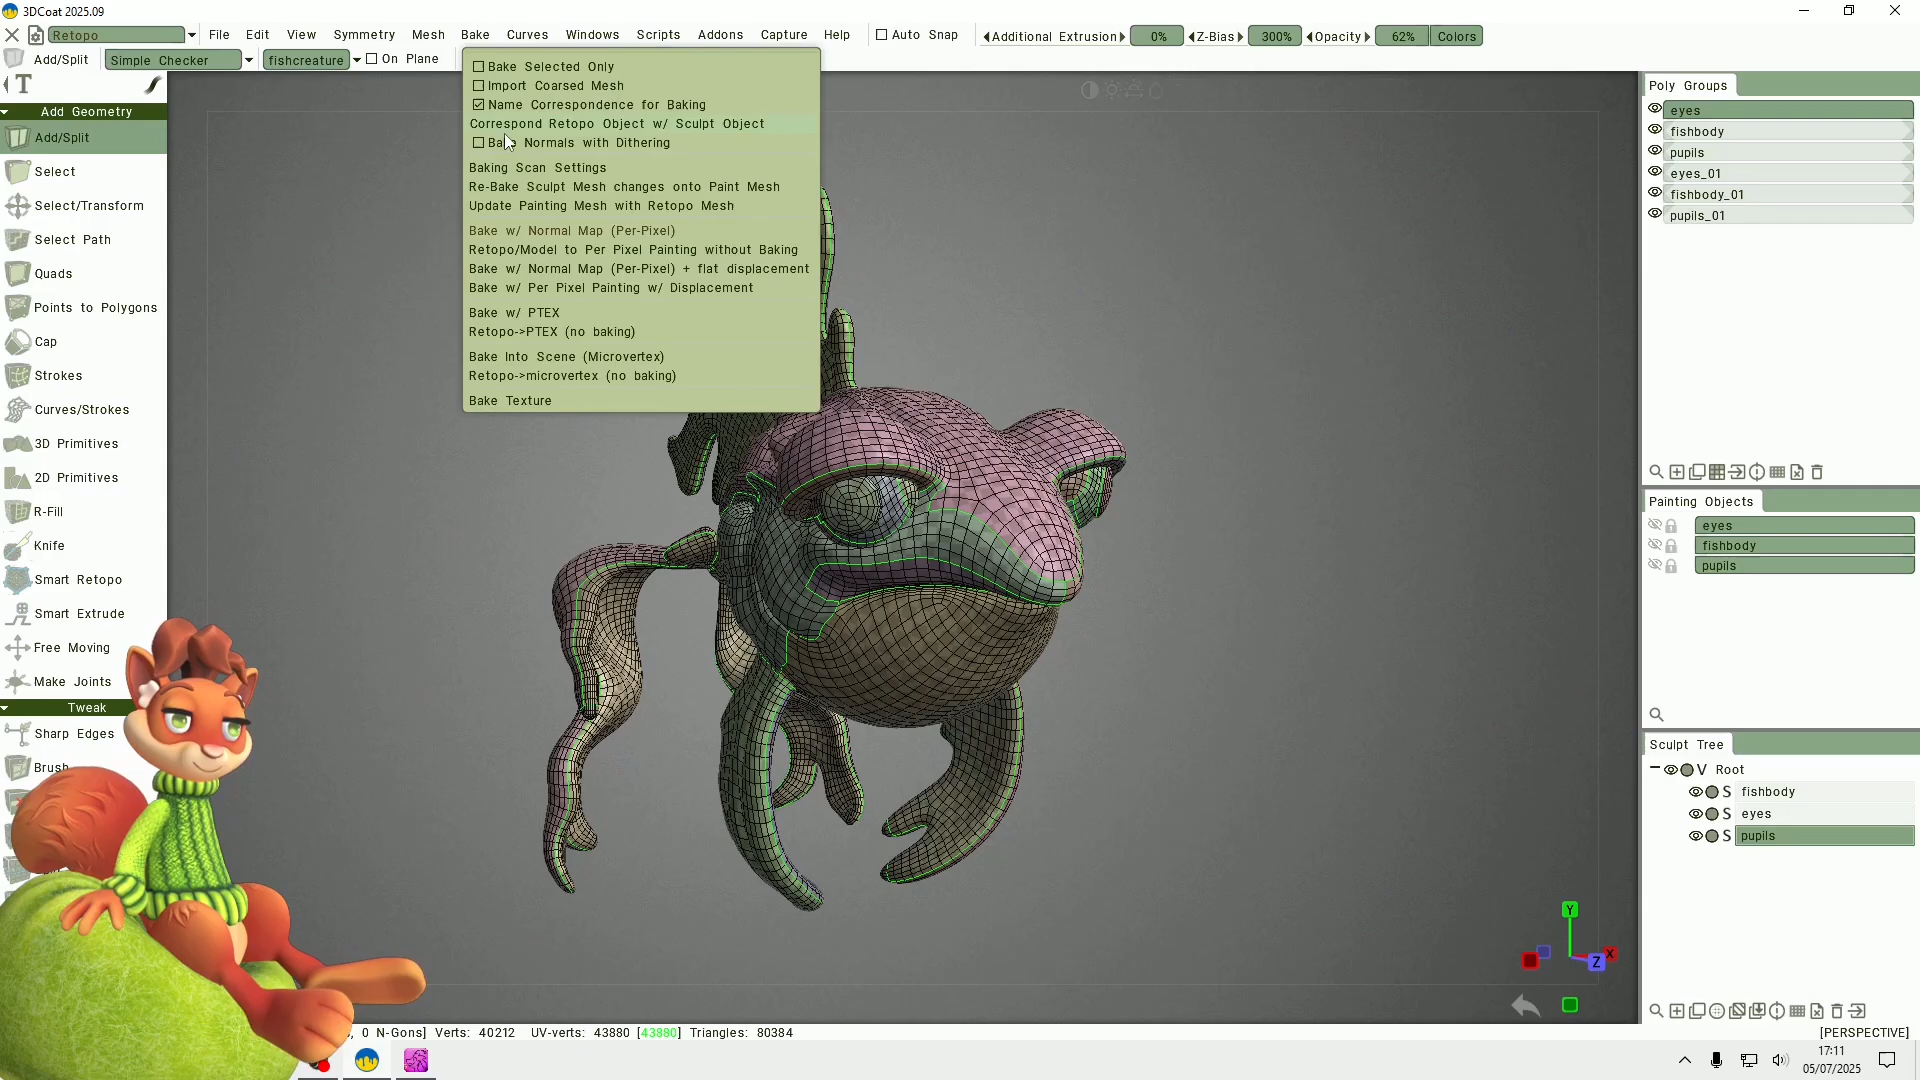 3DCoat 2025.09
Retopo File Edit View Symmetry Mesh Bake Curves Windows Scripts Addons Capture Help Auto Snap Additional Extrusion 0% Z-Bias 300% Opacity 62% Colors
Add/Split Simple Checker fishcreature On Plane
T
Add Geometry
Add/Split
Select
Select/Transform
Select Path
Quads
Points to Polygons
Cap
Strokes
Curves/Strokes
3D Primitives
2D Primitives
R-Fill
Knife
Smart Retopo
Smart Extrude
Free Moving
Make Joints
Tweak
Sharp Edges
Brush
Bake Selected Only
Import Coarsed Mesh
Name Correspondence for Baking
Correspond Retopo Object w/ Sculpt Object
Bake Normals with Dithering
Baking Scan Settings
Re-Bake Sculpt Mesh changes onto Paint Mesh
Update Painting Mesh with Retopo Mesh
Bake w/ Normal Map (Per-Pixel)
Retopo/Model to Per Pixel Painting without Baking
Bake w/ Normal Map (Per-Pixel) + flat displacement
Bake w/ Per Pixel Painting w/ Displacement
Bake w/ PTEX
Retopo->PTEX (no baking)
Bake Into Scene (Microvertex)
Retopo->microvertex (no baking)
Bake Texture
Poly Groups
eyes
fishbody
pupils
eyes_01
fishbody_01
pupils_01
Painting Objects
eyes
fishbody
pupils
Sculpt Tree
V Root
S fishbody
S eyes
S pupils
Y
X
Z
, 0 N-Gons] Verts: 40212 UV-verts: 43880 [43880] Triangles: 80384
[PERSPECTIVE]
17:11
05/07/2025